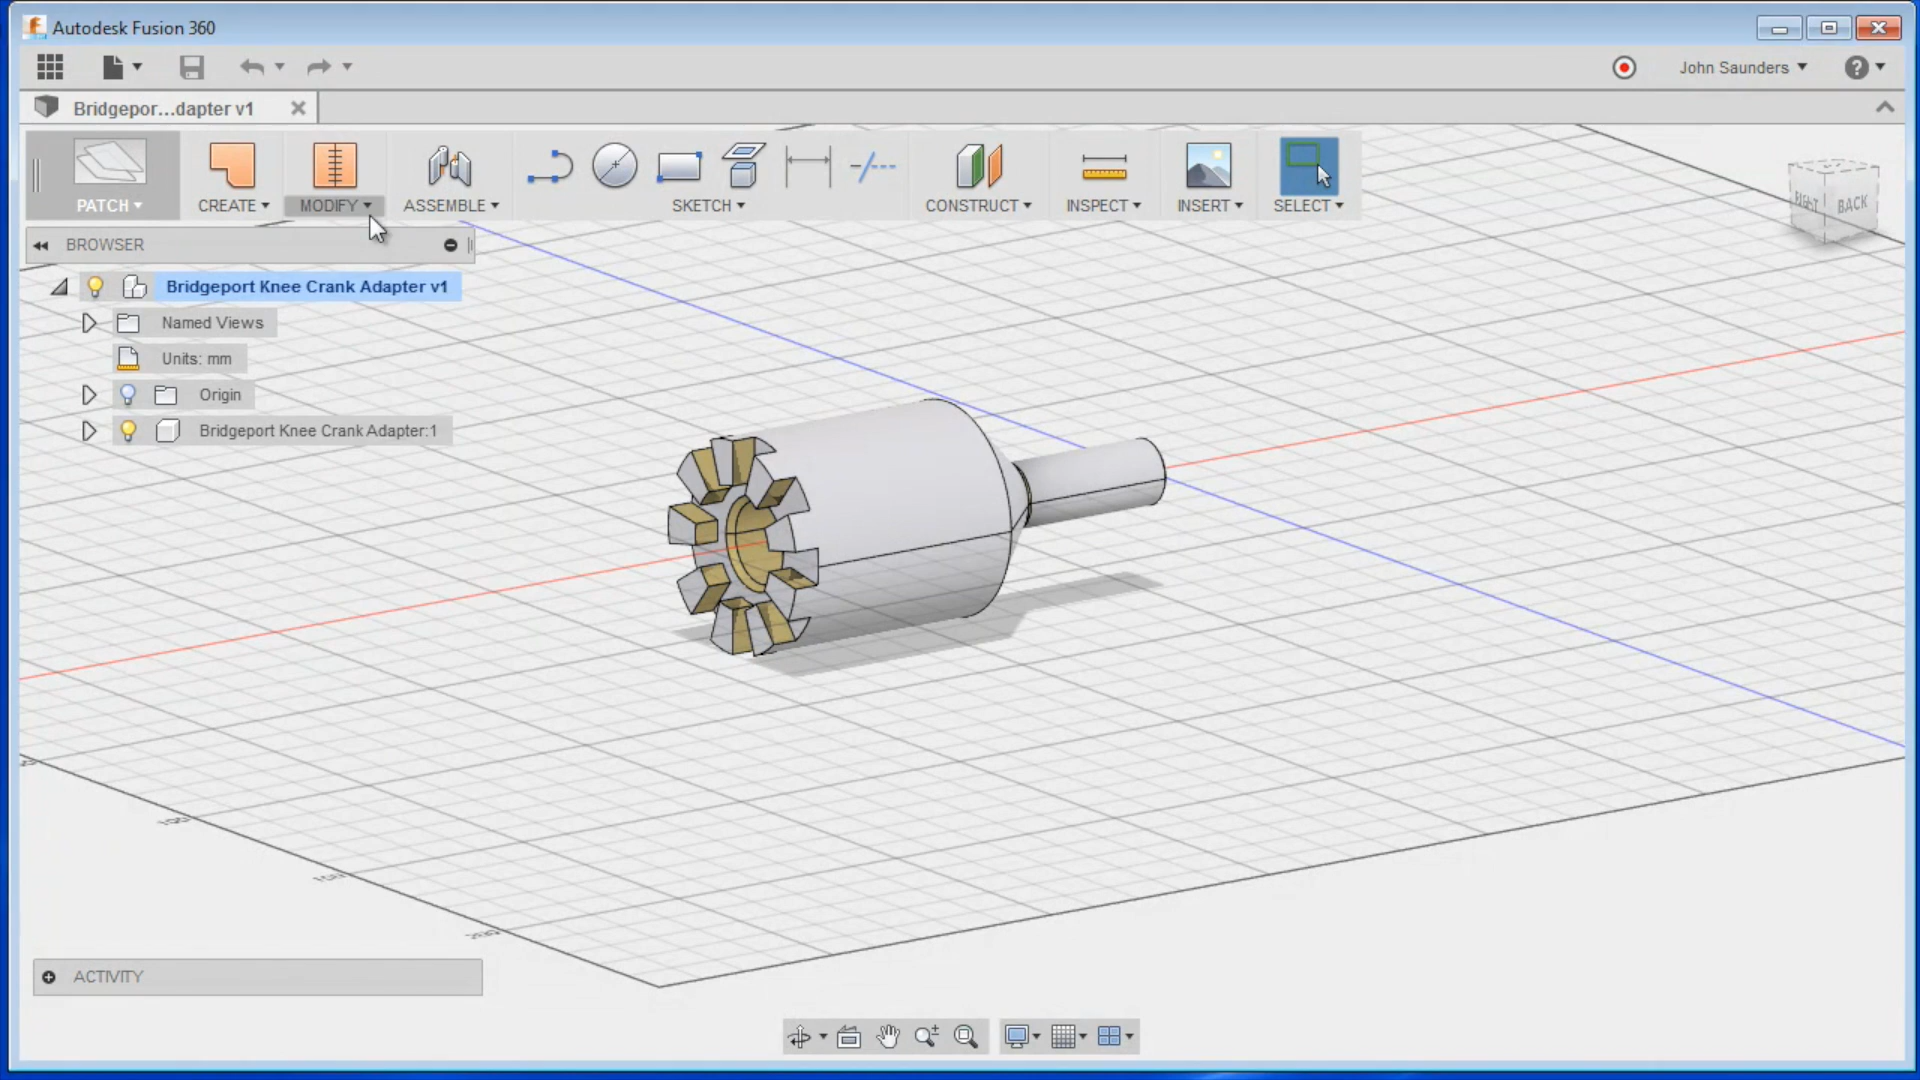 Autodesk Fusion 360
John Saunders
Bridgepor...dapter v1
PATCH
CREATE
MODIFY
ASSEMBLE
SKETCH
CONSTRUCT
INSPECT
INSERT
SELECT
RIGHT
BACK
BROWSER
Bridgeport Knee Crank Adapter v1
Named Views
Units: mm
Origin
Bridgeport Knee Crank Adapter:1
ACTIVITY